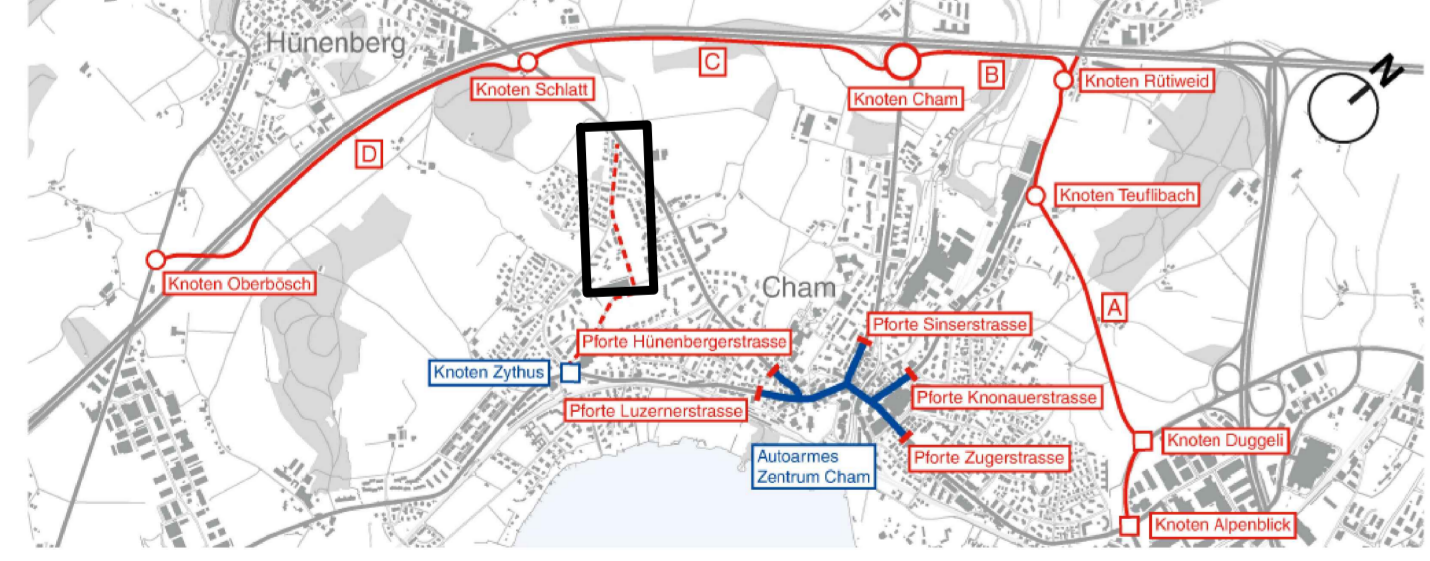 Hünenberg
C
B
N
Knoten Schlatt
Knoten Cham
Knoten Rütiweid
D
Knoten Teuflibach
Knoten Oberbösch
Cham
A
Pforte Sinserstrasse
Pforte Hünenbergerstrasse
Knoten Zythus
Pforte Knonauerstrasse
Pforte Luzernerstrasse
Knoten Duggeli
Autoarmes
Zentrum Cham
Pforte Zugerstrasse
Knoten Alpenblick